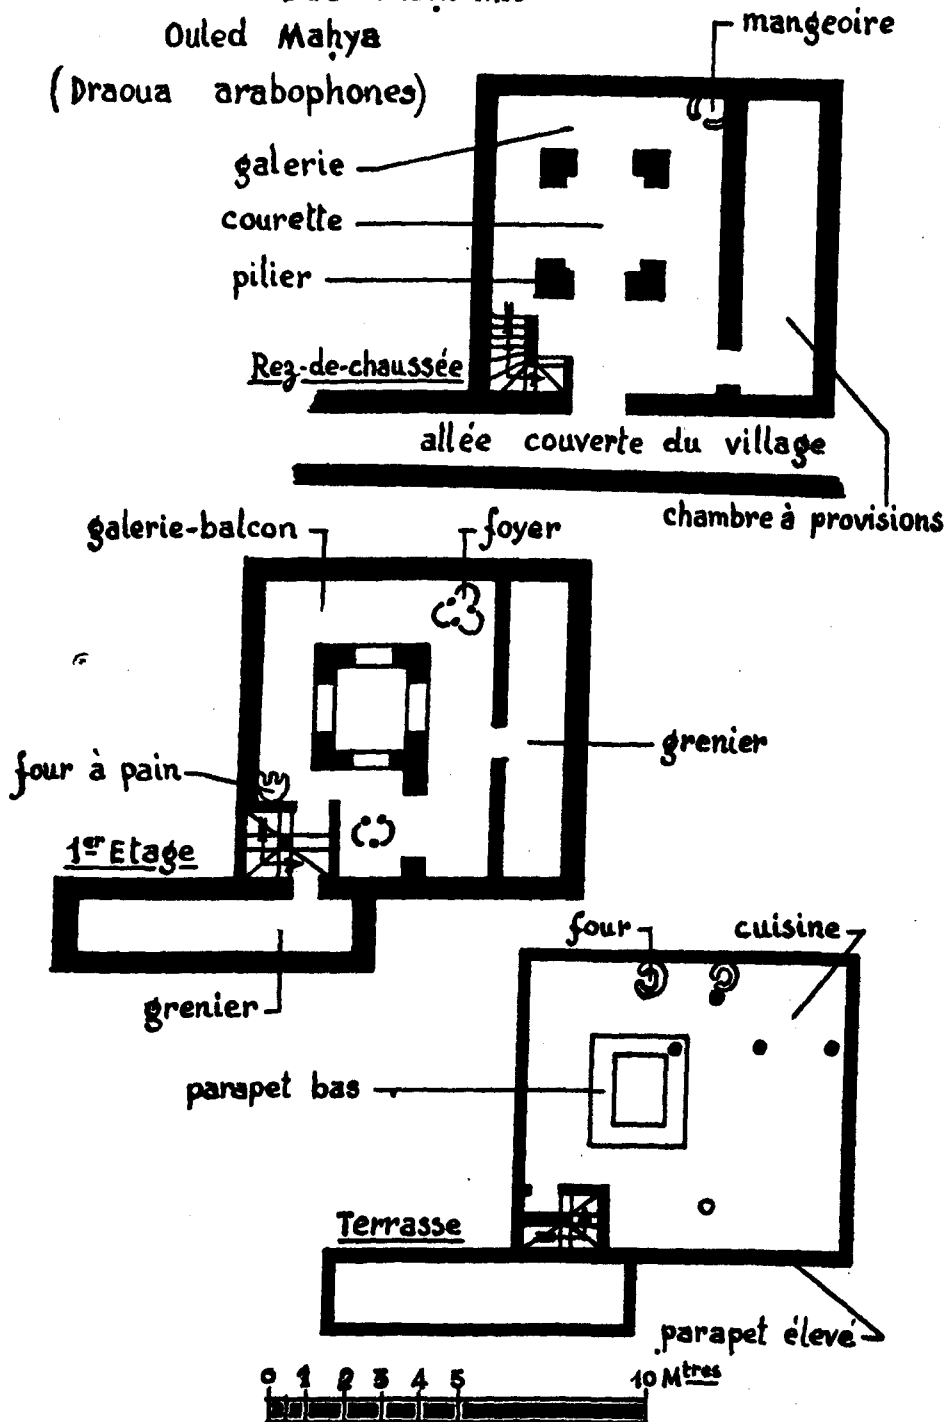 Ouled Maḥya
(Draoua arabophones)
mangeoire
galerie
courette
pilier
Rez-de-chaussée
allée couverte du village
chambre à provisions
galerie-balcon
foyer
four à pain
grenier
1er Etage
grenier
four
cuisine
parapet bas
Terrasse
parapet élevé
0 1 2 3 4 5 10 Mtres